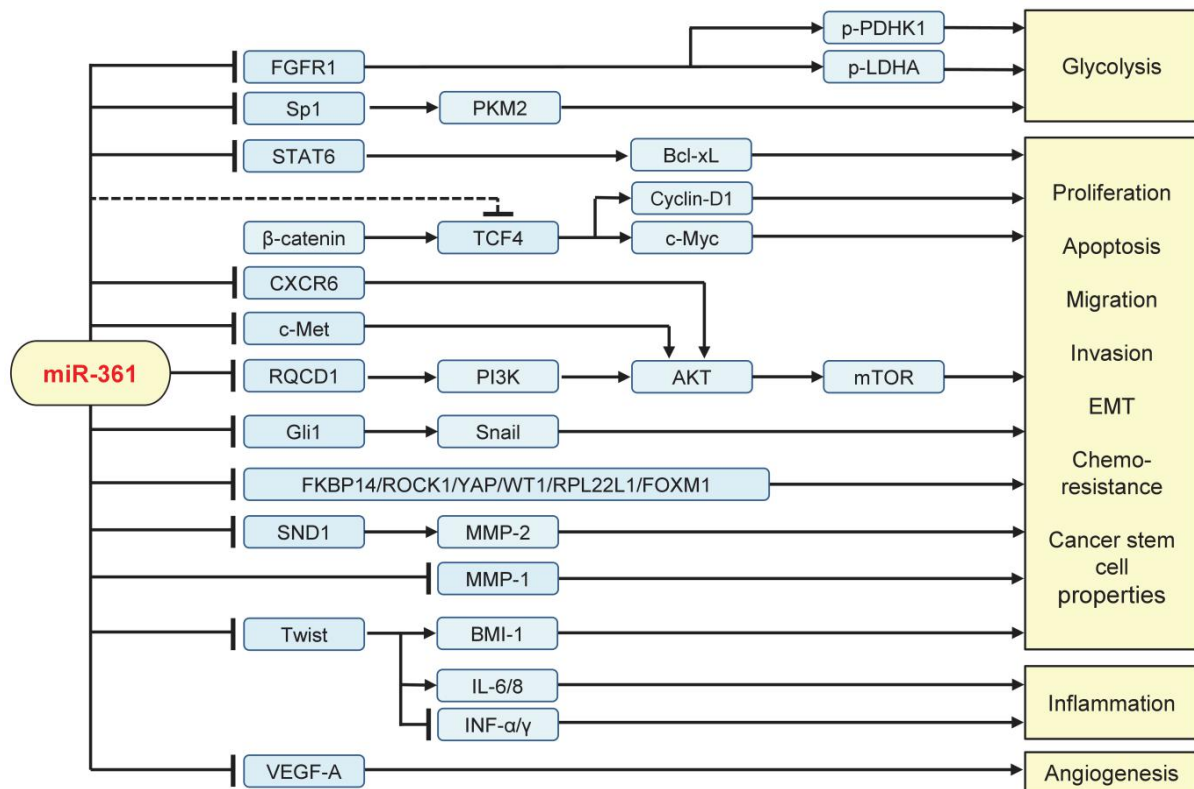 p-PDHK1
FGFR1
p-LDHA
Glycolysis
Sp1
PKM2
STAT6
Bcl-xL
Cyclin-D1
β-catenin
TCF4
c-Myc
CXCR6
c-Met
miR-361
RQCD1
PI3K
AKT
mTOR
Gli1
Snail
FKBP14/ROCK1/YAP/WT1/RPL22L1/FOXM1
SND1
MMP-2
MMP-1
Twist
BMI-1
IL-6/8
INF-α/γ
VEGF-A
Proliferation
Apoptosis
Migration
Invasion
EMT
Chemo-
resistance
Cancer stem
cell
properties
Inflammation
Angiogenesis